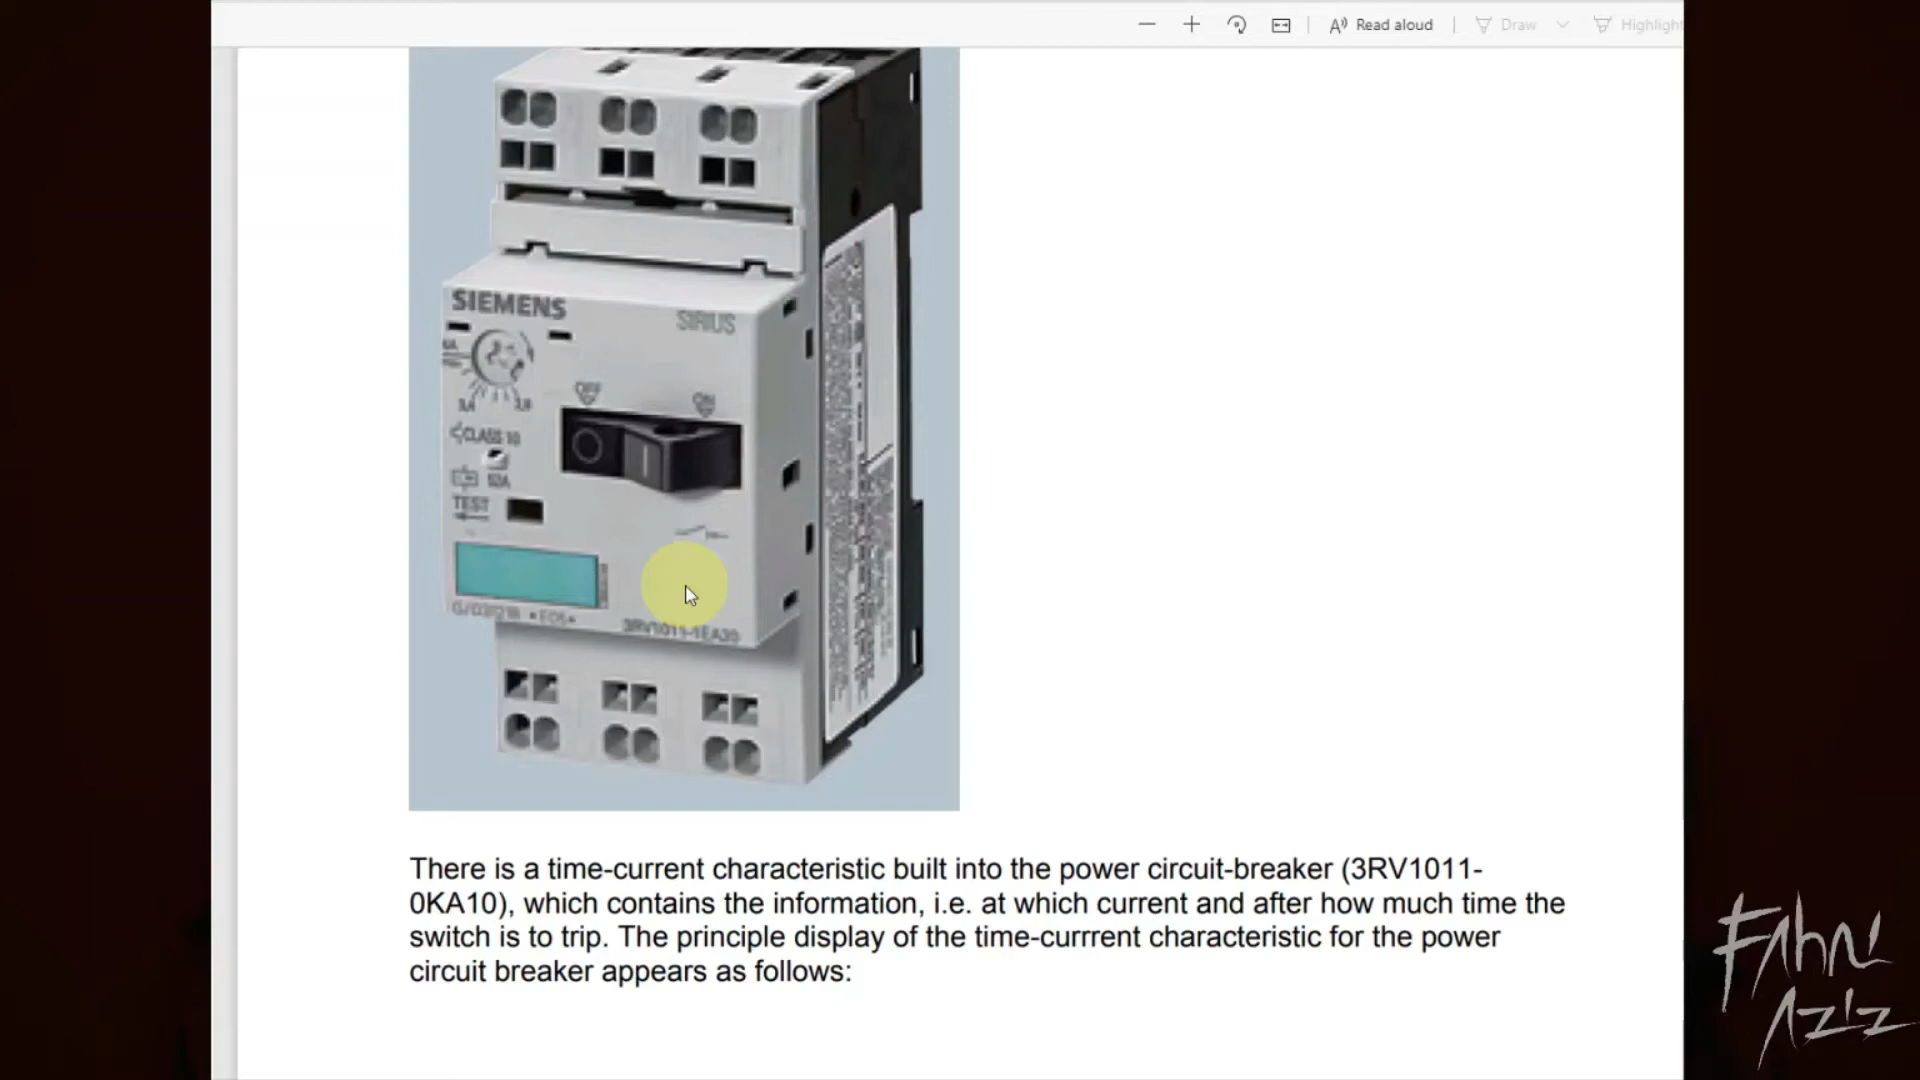 Read aloud
Draw
Highlight
SIEMENS
SIRIUS
OFF
ON
CLASS 10
TEST
3RV1011-1EA20
There is a time-current characteristic built into the power circuit-breaker (3RV1011-
0KA10), which contains the information, i.e. at which current and after how much time the
switch is to trip. The principle display of the time-currrent characteristic for the power
circuit breaker appears as follows:
FAhNi
AZiZ